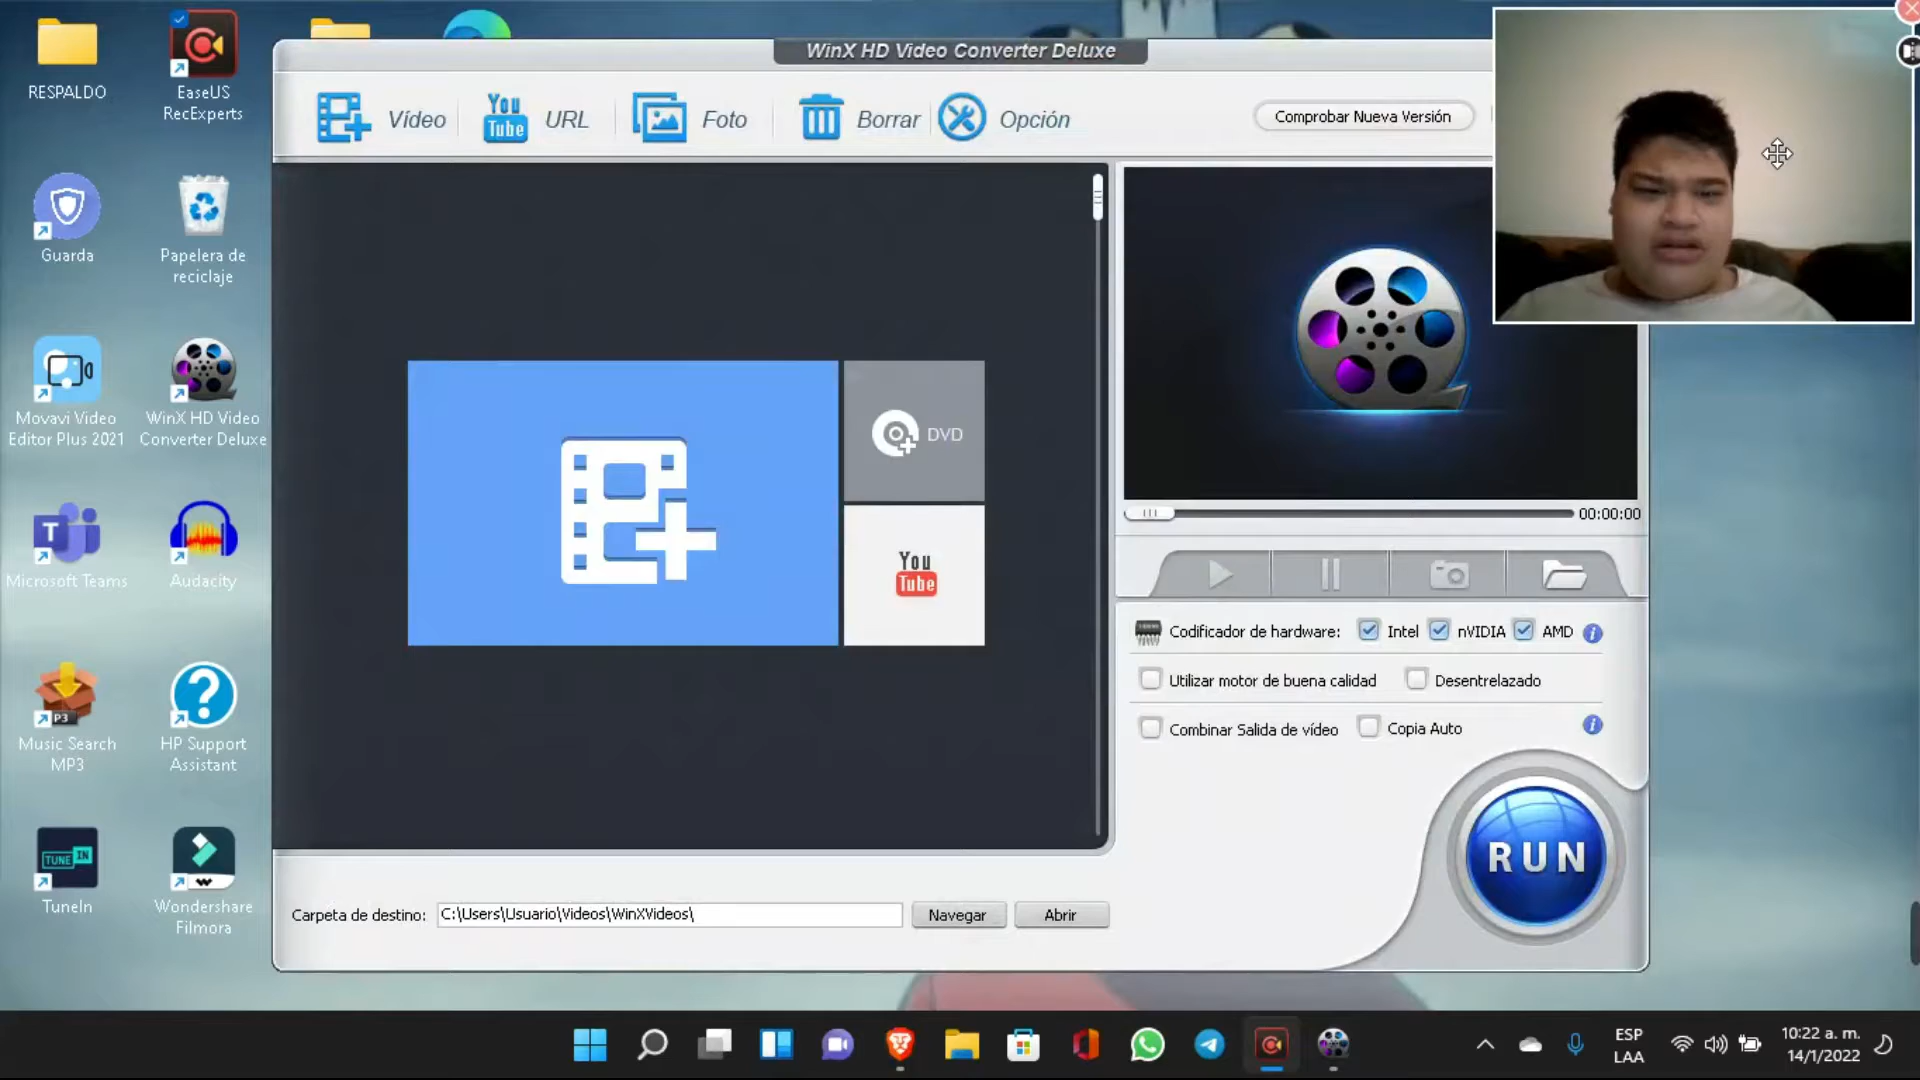 RESPALDO
EaseUS
RecExperts
Guarda
Papelera de
reciclaje
Movavi Video
Editor Plus 2021
WinX HD Video
Converter Deluxe
T
Microsoft Teams
Audacity
P3
Music Search
MP3
?
HP Support
Assistant
TUNE IN
TuneIn
Wondershare
Filmora
WinX HD Video Converter Deluxe
Vídeo
You
Tube
URL
Foto
Borrar
Opción
Comprobar Nueva Versión
DVD
You
Tube
00:00:00
Codificador de hardware:
Intel
nVIDIA
AMD
i
Utilizar motor de buena calidad
Desentrelazado
Combinar Salida de vídeo
Copia Auto
i
RUN
Carpeta de destino:
C:\Users\Usuario\Videos\WinXVideos\
Navegar
Abrir
ESP
LAA
10:22 a. m.
14/1/2022